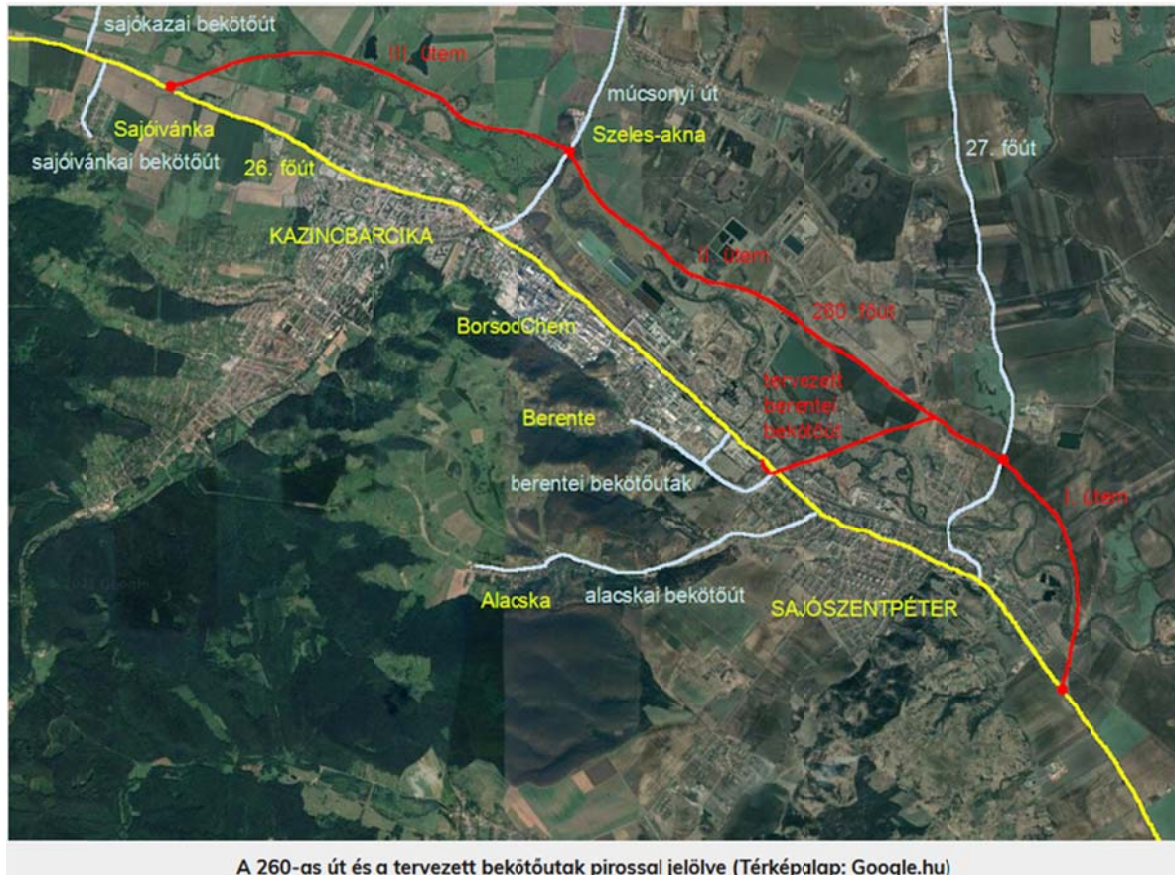 sajókazai bekötőút
III. ütem
múcsonyi út
Sajóivánka
Szeles-akna
sajóivánkai bekötőút
26. főút
27. főút
KAZINCBARCIKA
II. ütem
260. főút
BorsodChem
tervezett
berentei
bekötőút
Berente
berentei bekötőutak
I. ütem
Alacska
alacskai bekötőút
SAJÓSZENTPÉTER
A 260-as út és a tervezett bekötőutak pirossal jelölve (Térképalap: Google.hu)